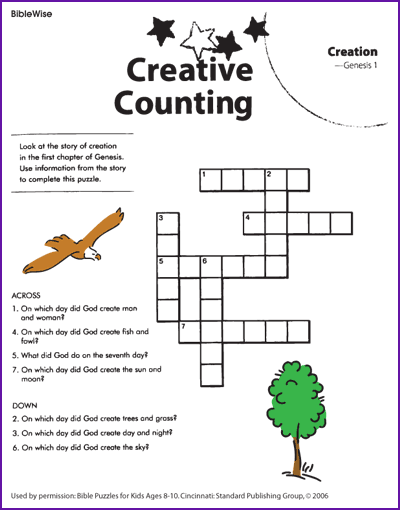 BibleWise
Creative
Counting
Creation
—Genesis 1
Look at the story of creation
in the first chapter of Genesis.
Use information from the story
to complete this puzzle.
1
2
3
4
5
6
7
ACROSS
1. On which day did God create man
and woman?
4. On which day did God create fish and
fowl?
5. What did God do on the seventh day?
7. On which day did God create the sun and
moon?
DOWN
2. On which day did God create trees and grass?
3. On which day did God create day and night?
6. On which day did God create the sky?
Used by permission: Bible Puzzles for Kids Ages 8-10. Cincinnati: Standard Publishing Group, © 2006